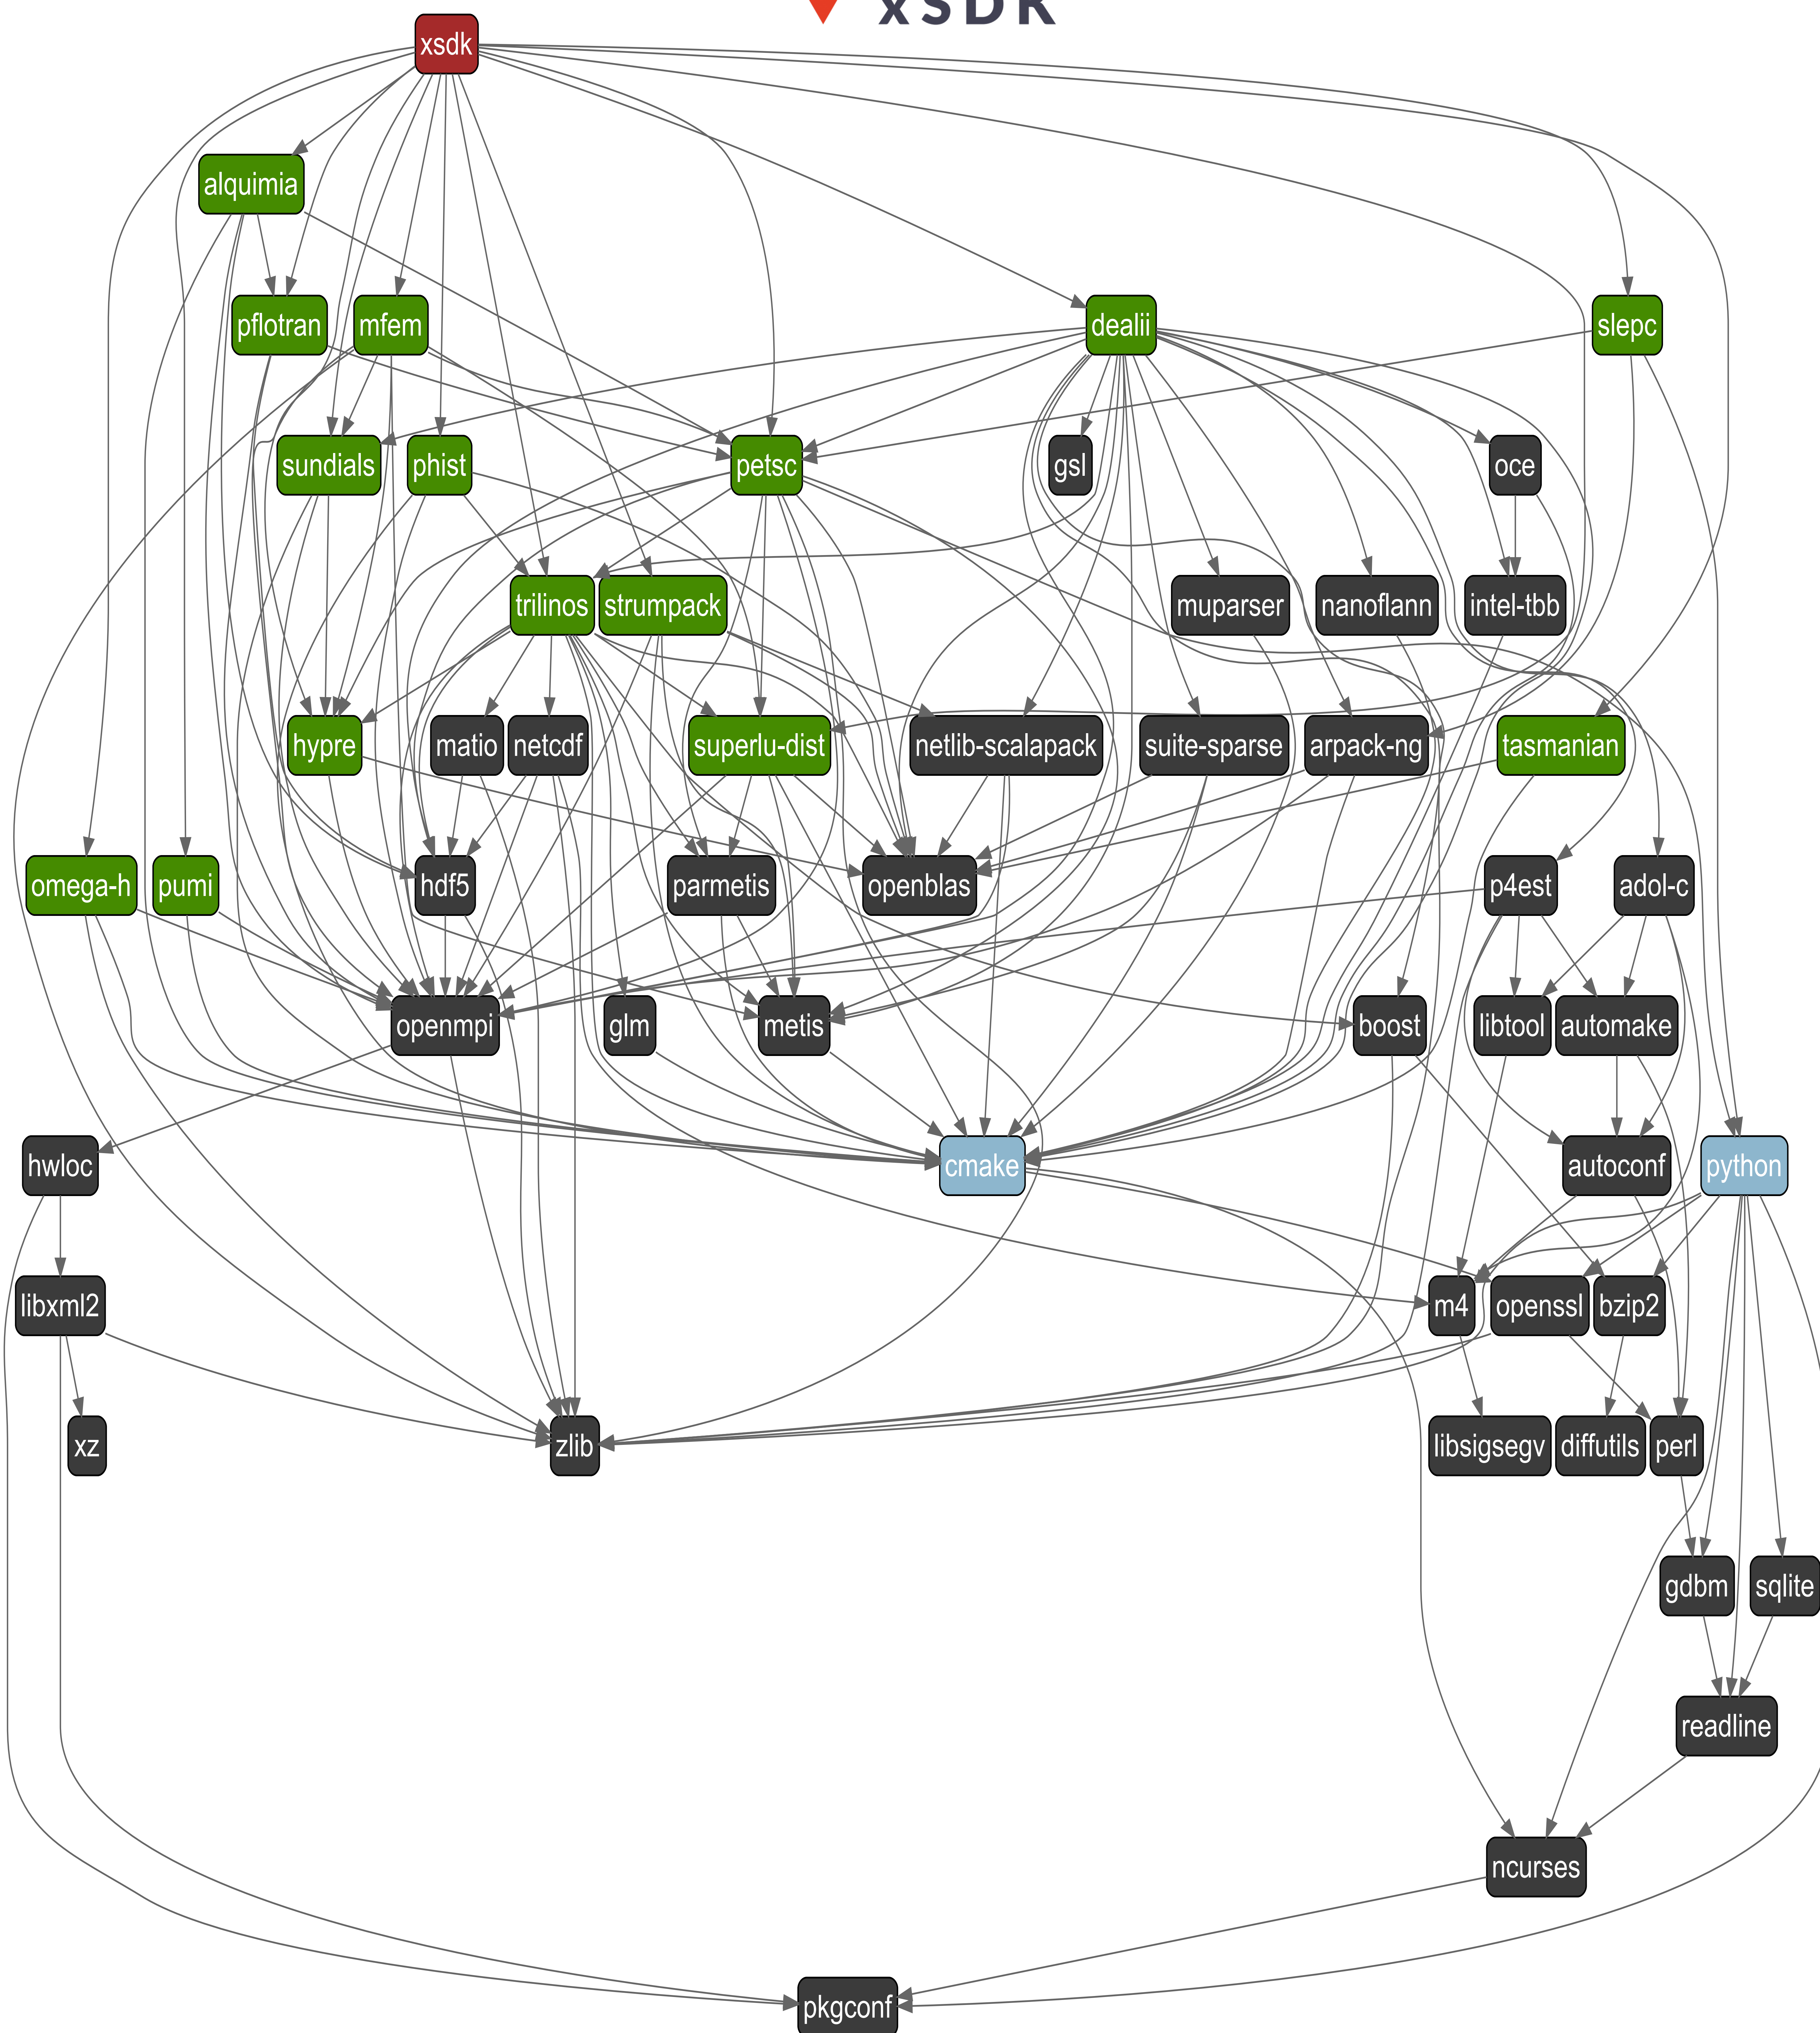 xSDK
xsdk
alquimia
pflotran
mfem
dealii
slepc
sundials
phist
petsc
gsl
oce
trilinos
strumpack
muparser
nanoflann
intel-tbb
hypre
matio
netcdf
superlu-dist
netlib-scalapack
suite-sparse
arpack-ng
tasmanian
omega-h
pumi
hdf5
parmetis
openblas
p4est
adol-c
openmpi
glm
metis
boost
libtool
automake
hwloc
cmake
autoconf
python
libxml2
m4
openssl
bzip2
xz
zlib
libsigsegv
diffutils
perl
gdbm
sqlite
readline
ncurses
pkgconf